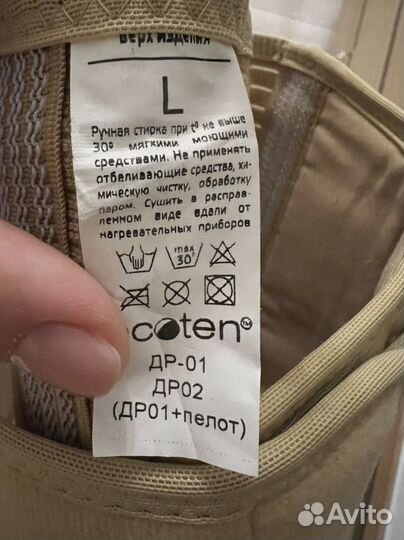 верх изделия
L
Ручная стирка при t° не выше
30° мягкими моющими
средствами. Не применять
отбеливающие средства, хи-
мическую чистку, обработку
паром. Сушить в расправ-
ленном виде вдали от
нагревательных приборов
max
30°
coten™
ДР-01
ДР02
(ДР01+пелот)
Avito